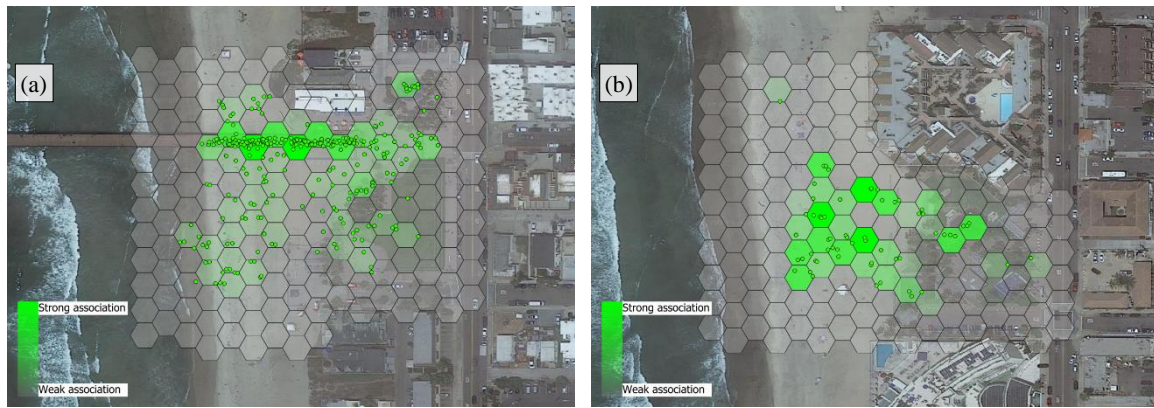 (a)
Strong association
Weak association
(b)
Strong association
Weak association